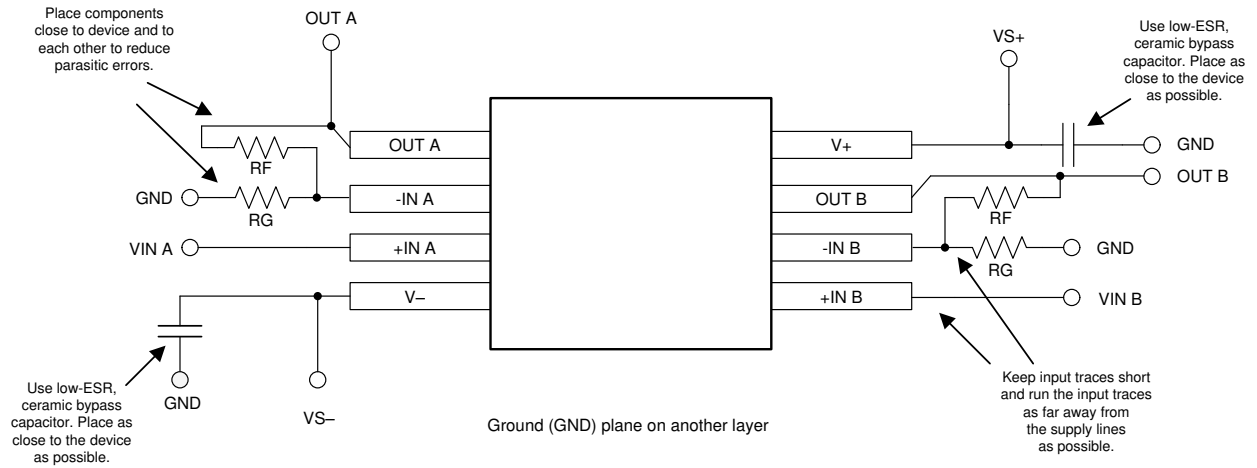 Place components
close to device and to
each other to reduce
parasitic errors.
OUT A
VS+
Use low-ESR,
ceramic bypass
capacitor. Place as
close to the device
as possible.
OUT A
RF
V+
GND
OUT B
GND
RG
-IN A
OUT B
RF
VIN A
+IN A
-IN B
RG
GND
V–
+IN B
VIN B
Use low-ESR,
ceramic bypass
capacitor. Place as
close to the device
as possible.
GND
VS–
Ground (GND) plane on another layer
Keep input traces short
and run the input traces
as far away from
the supply lines
as possible.